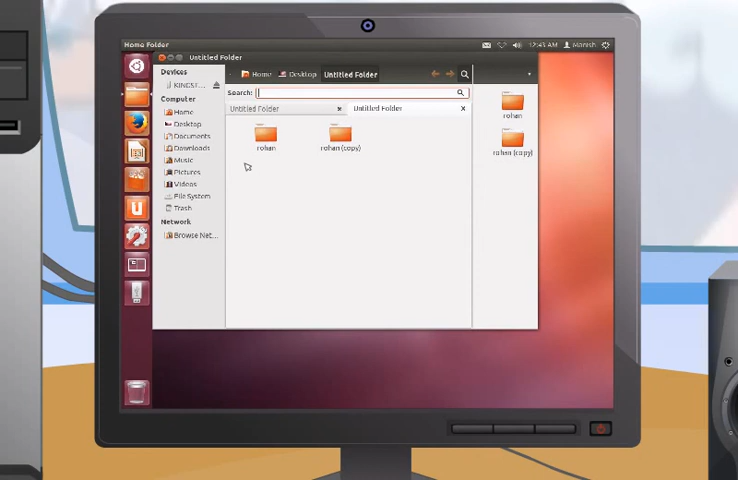 Home Folder
12:43 AM Manish
Untitled Folder
Devices
KINGST...
Computer
Home
Desktop
Documents
Downloads
Music
Pictures
Videos
File System
Trash
Network
Browse Net...
Home Desktop Untitled Folder
Search:
Untitled Folder Untitled Folder
rohan rohan (copy)
rohan
rohan (copy)